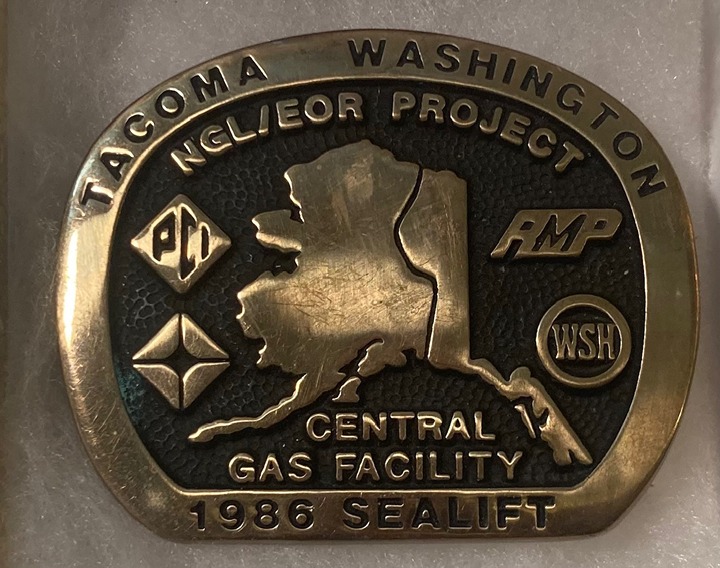 TACOMA WASHINGTON
NGL/EOR PROJECT
PCI
RMP
WSH
CENTRAL
GAS FACILITY
1986 SEALIFT